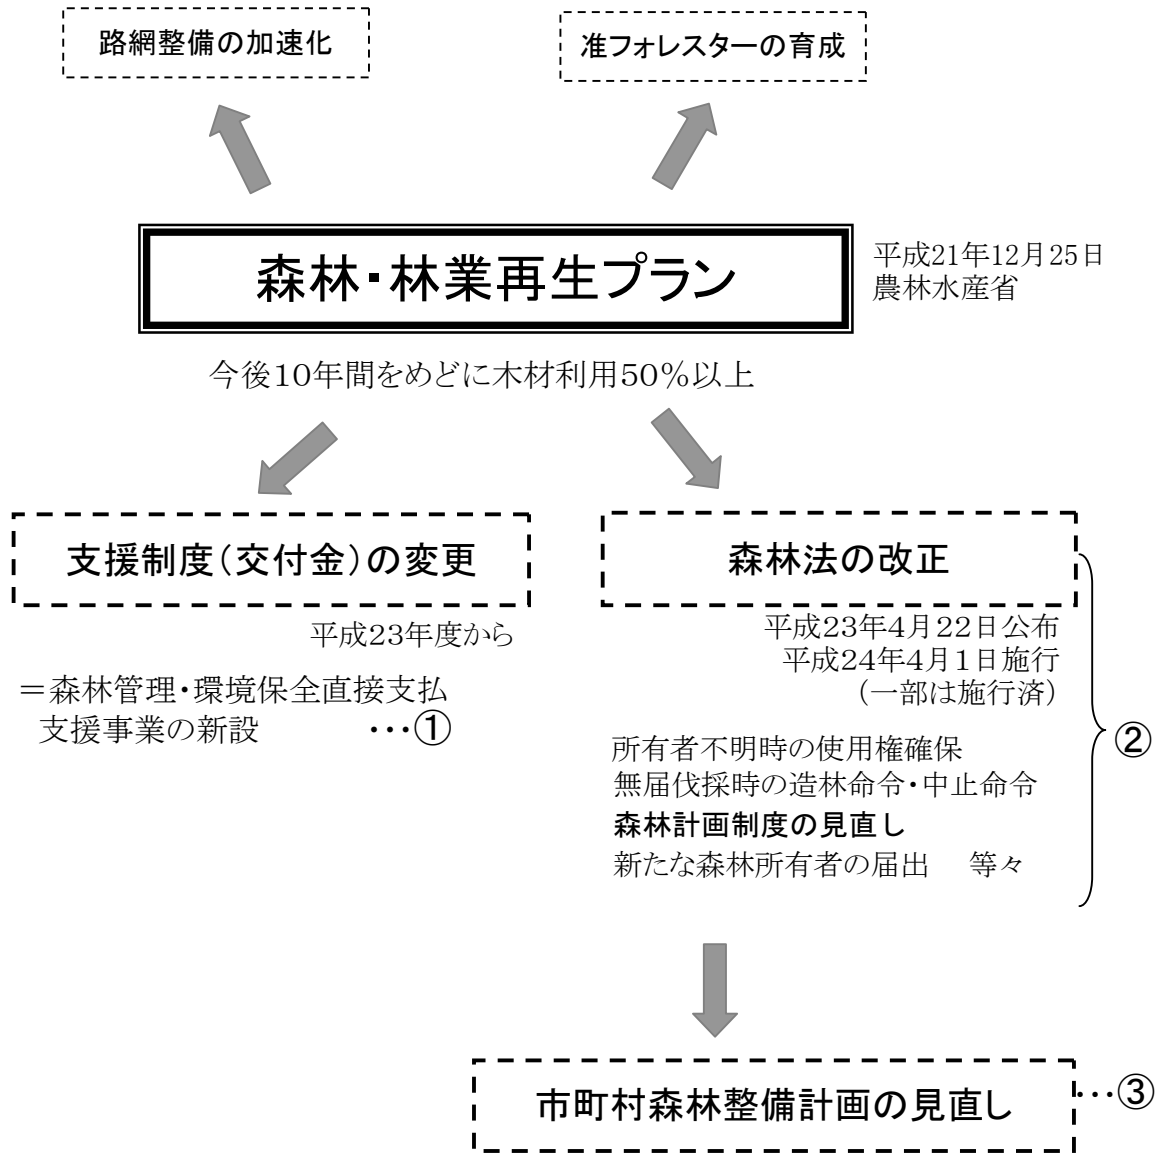 路網整備の加速化
准フォレスターの育成
森林・林業再生プラン
平成21年12月25日
農林水産省
今後10年間をめどに木材利用50%以上
支援制度(交付金)の変更
平成23年度から
=森林管理・環境保全直接支払
支援事業の新設 …①
森林法の改正
平成23年4月22日公布
平成24年4月1日施行
(一部は施行済)
所有者不明時の使用権確保
無届伐採時の造林命令・中止命令
森林計画制度の見直し
新たな森林所有者の届出 等々
②
市町村森林整備計画の見直し
…③